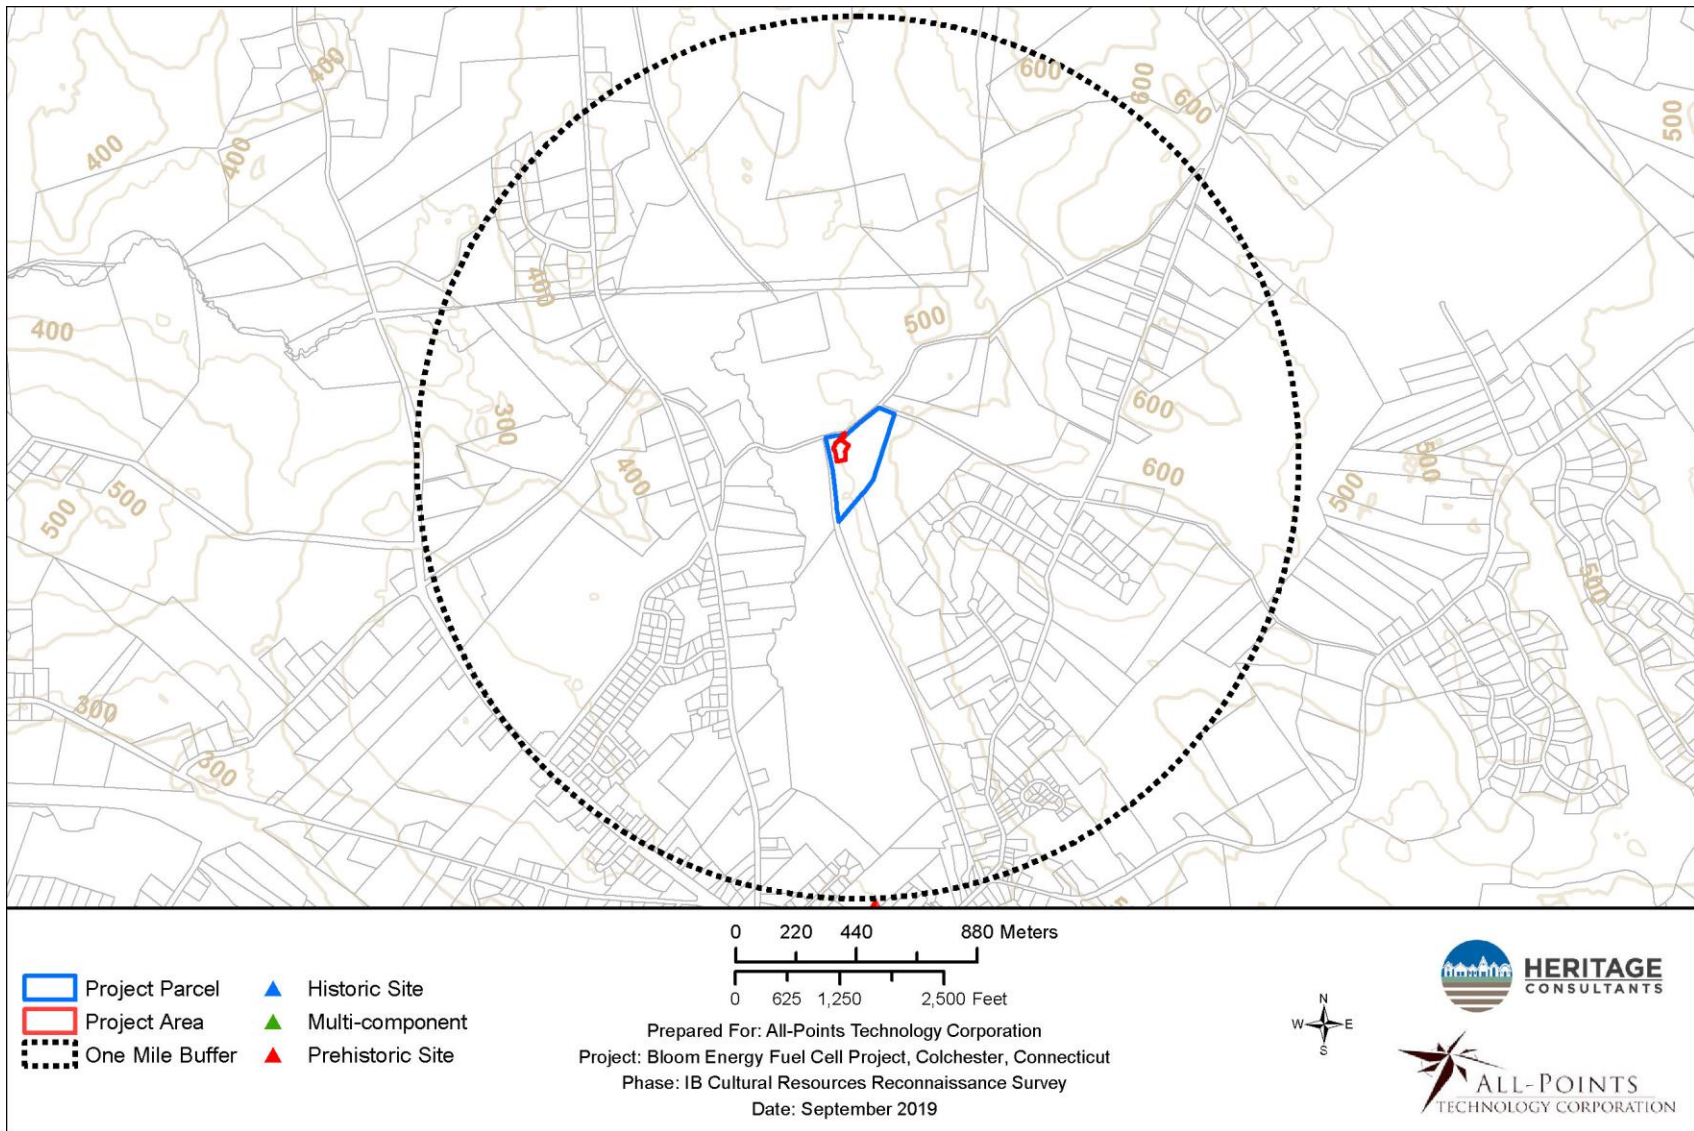 600
600
600
500
400
400
400
400
500
400
300
600
400
600
500
500
500
500
500
300
300
0 220 440 880 Meters
0 625 1,250 2,500 Feet
Project Parcel
Project Area
One Mile Buffer
Historic Site
Multi-component
Prehistoric Site
Prepared For: All-Points Technology Corporation
Project: Bloom Energy Fuel Cell Project, Colchester, Connecticut
Phase: IB Cultural Resources Reconnaissance Survey
Date: September 2019
N
W E
S
HERITAGE
CONSULTANTS
ALL-POINTS
TECHNOLOGY CORPORATION